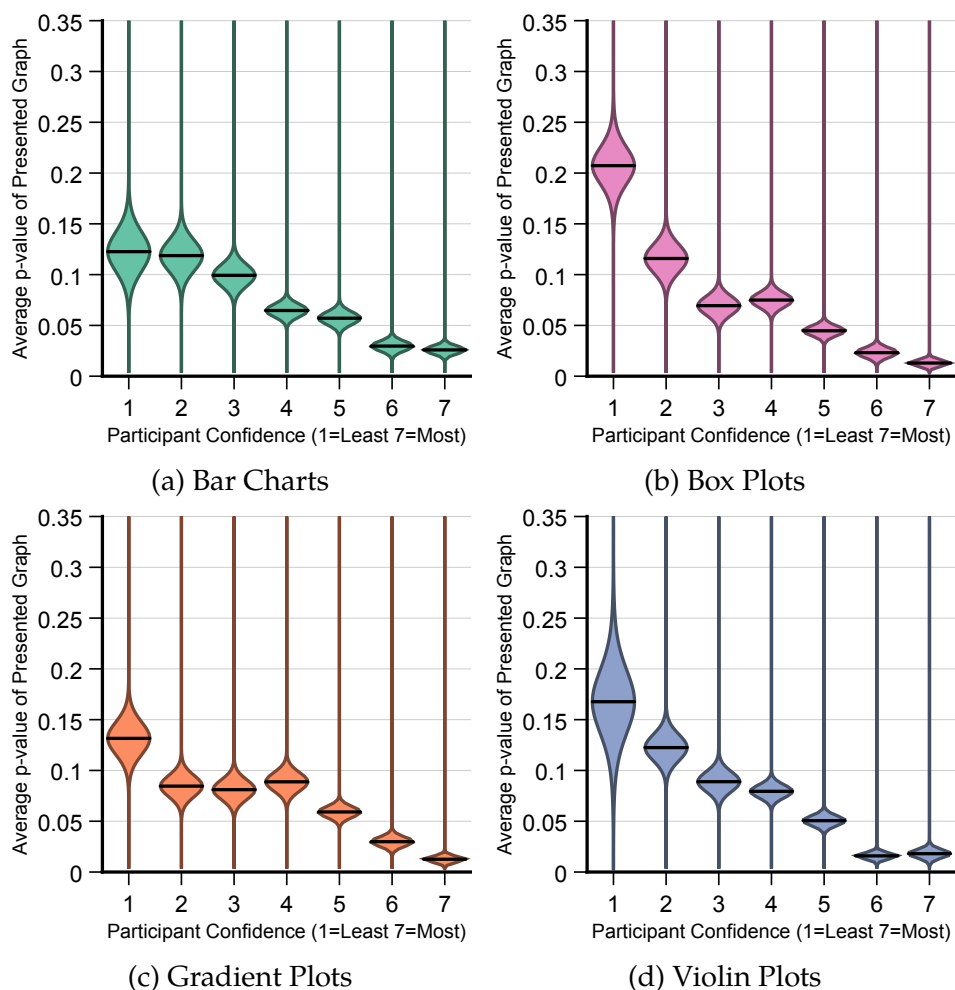 Average p-value of Presented Graph
0.35
0.3
0.25
0.2
0.15
0.1
0.05
0
1 2 3 4 5 6 7
Participant Confidence (1=Least 7=Most)
(a) Bar Charts
Average p-value of Presented Graph
0.35
0.3
0.25
0.2
0.15
0.1
0.05
0
1 2 3 4 5 6 7
Participant Confidence (1=Least 7=Most)
(b) Box Plots
Average p-value of Presented Graph
0.35
0.3
0.25
0.2
0.15
0.1
0.05
0
1 2 3 4 5 6 7
Participant Confidence (1=Least 7=Most)
(c) Gradient Plots
Average p-value of Presented Graph
0.35
0.3
0.25
0.2
0.15
0.1
0.05
0
1 2 3 4 5 6 7
Participant Confidence (1=Least 7=Most)
(d) Violin Plots